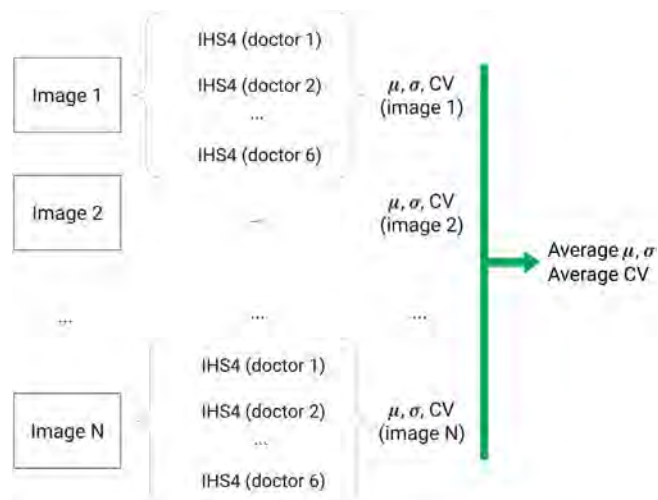 IHS4 (doctor 1)
Image 1
IHS4 (doctor 2)
...
IHS4 (doctor 6)
μ, σ, CV
(image 1)
Image 2
...
μ, σ, CV
(image 2)
Average μ, σ
Average CV
...
...
...
IHS4 (doctor 1)
Image N
IHS4 (doctor 2)
...
IHS4 (doctor 6)
μ, σ, CV
(image N)